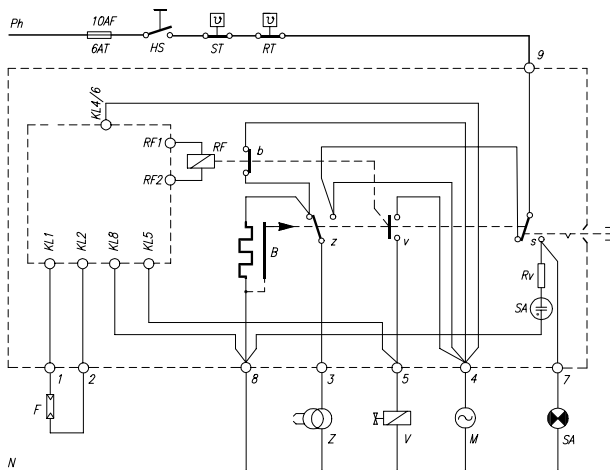 Ph
10AF
6AT
HS
ST
RT
9
KL4/6
RF1
RF
b
RF2
KL1
KL2
KL8
KL5
B
z
v
s
Rv
SA
1
2
8
3
5
4
7
F
Z
V
M
SA
N